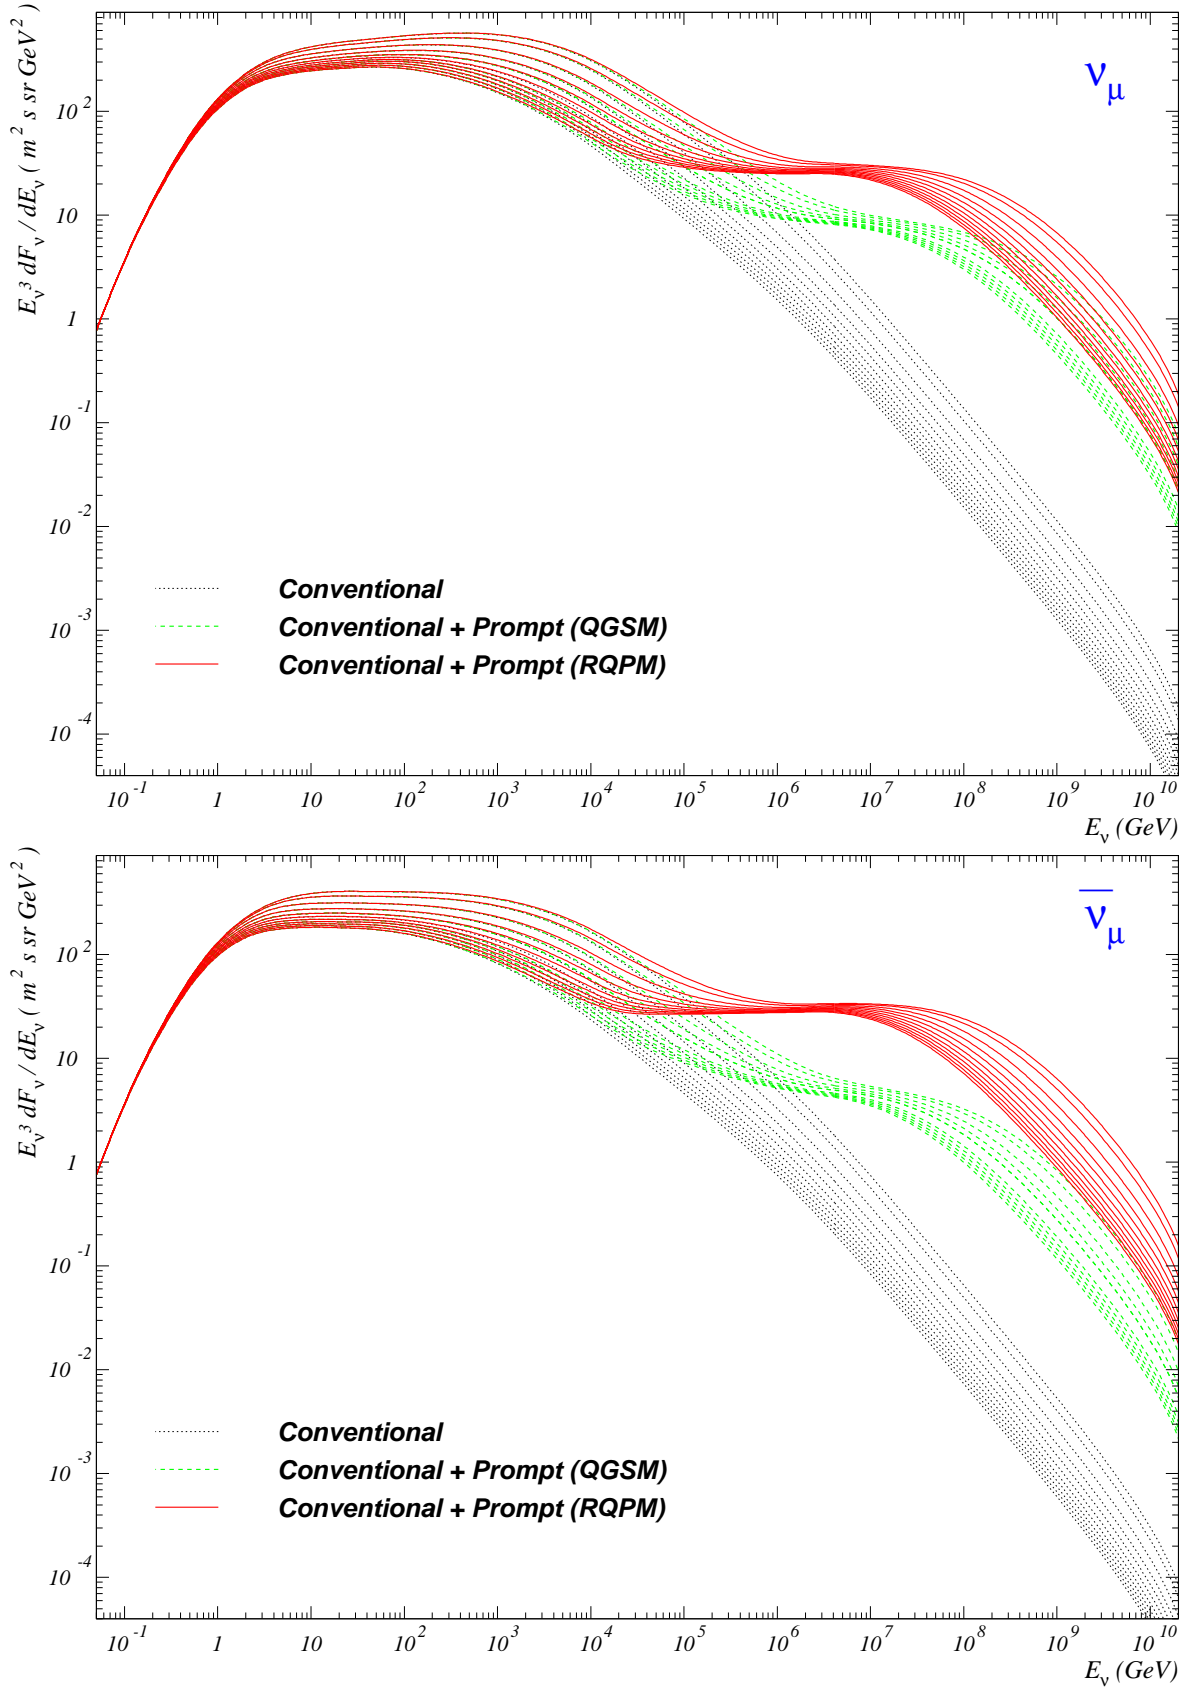 E_ν^3 dF_ν / dE_ν ( m^2 s sr GeV^2 )
ν_μ
10^2
10
1
10^-1
10^-2
10^-3
10^-4
Conventional
Conventional + Prompt (QGSM)
Conventional + Prompt (RQPM)
10^-1 1 10 10^2 10^3 10^4 10^5 10^6 10^7 10^8 10^9 10^10
E_ν (GeV)
E_ν^3 dF_ν / dE_ν ( m^2 s sr GeV^2 )
ν̅_μ
10^2
10
1
10^-1
10^-2
10^-3
10^-4
Conventional
Conventional + Prompt (QGSM)
Conventional + Prompt (RQPM)
10^-1 1 10 10^2 10^3 10^4 10^5 10^6 10^7 10^8 10^9 10^10
E_ν (GeV)